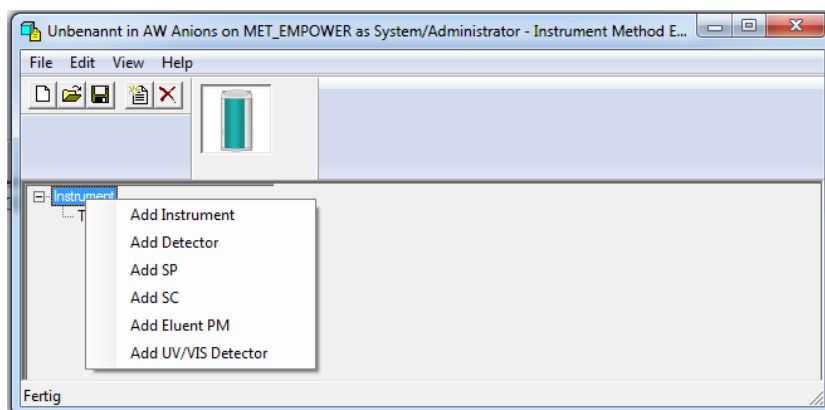 Unbenannt in AW Anions on MET_EMPOWER as System/Administrator - Instrument Method E...
File Edit View Help
Instrument
T
Add Instrument
Add Detector
Add SP
Add SC
Add Eluent PM
Add UV/VIS Detector
Fertig